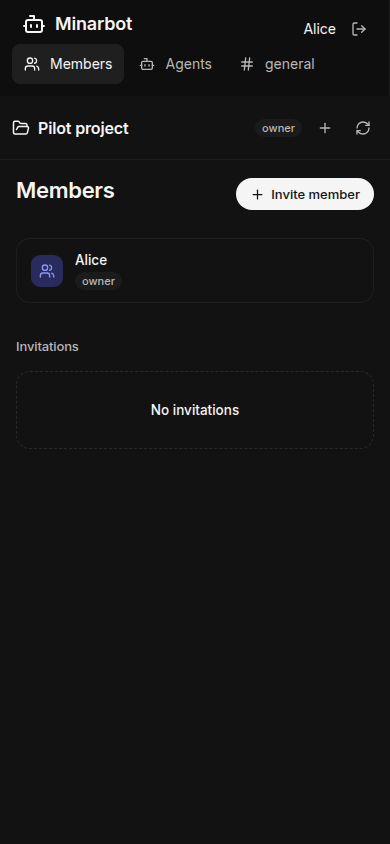 Minarbot
Alice
Members
Agents
general
Pilot project
owner
Members
Invite member
Alice
owner
Invitations
No invitations